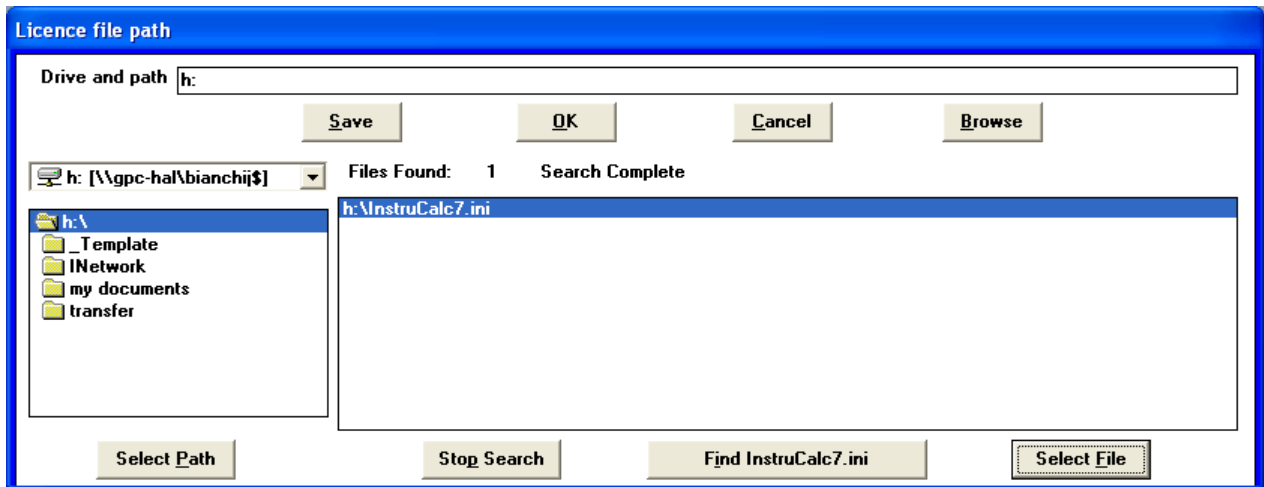 Licence file path
Drive and path h:
Save OK Cancel Browse
h: [\\gpc-hal\bianchij$] Files Found: 1 Search Complete
h:\ h:\InstruCalc7.ini
_Template
INetwork
my documents
transfer
Select Path Stop Search Find InstruCalc7.ini Select File